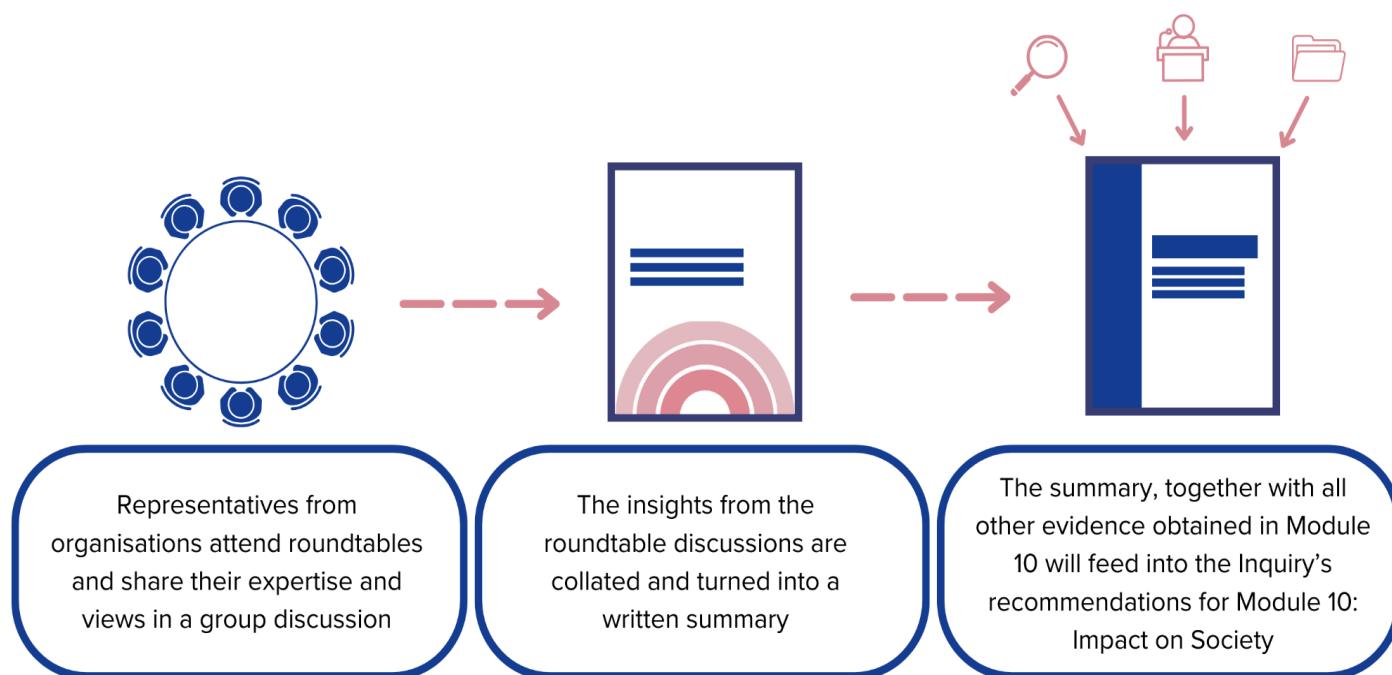 Representatives from
organisations attend roundtables
and share their expertise and
views in a group discussion
The insights from the
roundtable discussions are
collated and turned into a
written summary
The summary, together with all
other evidence obtained in Module
10 will feed into the Inquiry’s
recommendations for Module 10:
Impact on Society